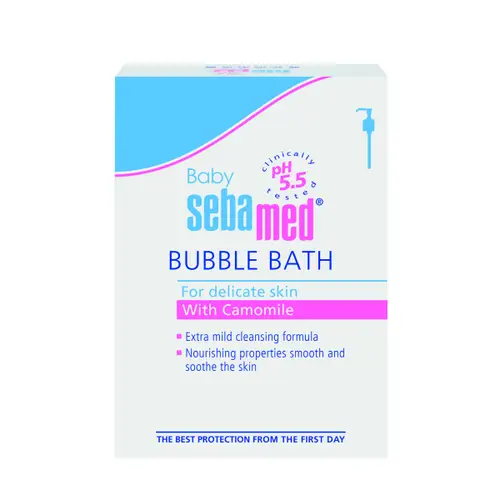 Baby
sebamed®
clinically tested
pH 5.5
BUBBLE BATH
For delicate skin
With Camomile
Extra mild cleansing formula
Nourishing properties smooth and
soothe the skin
THE BEST PROTECTION FROM THE FIRST DAY